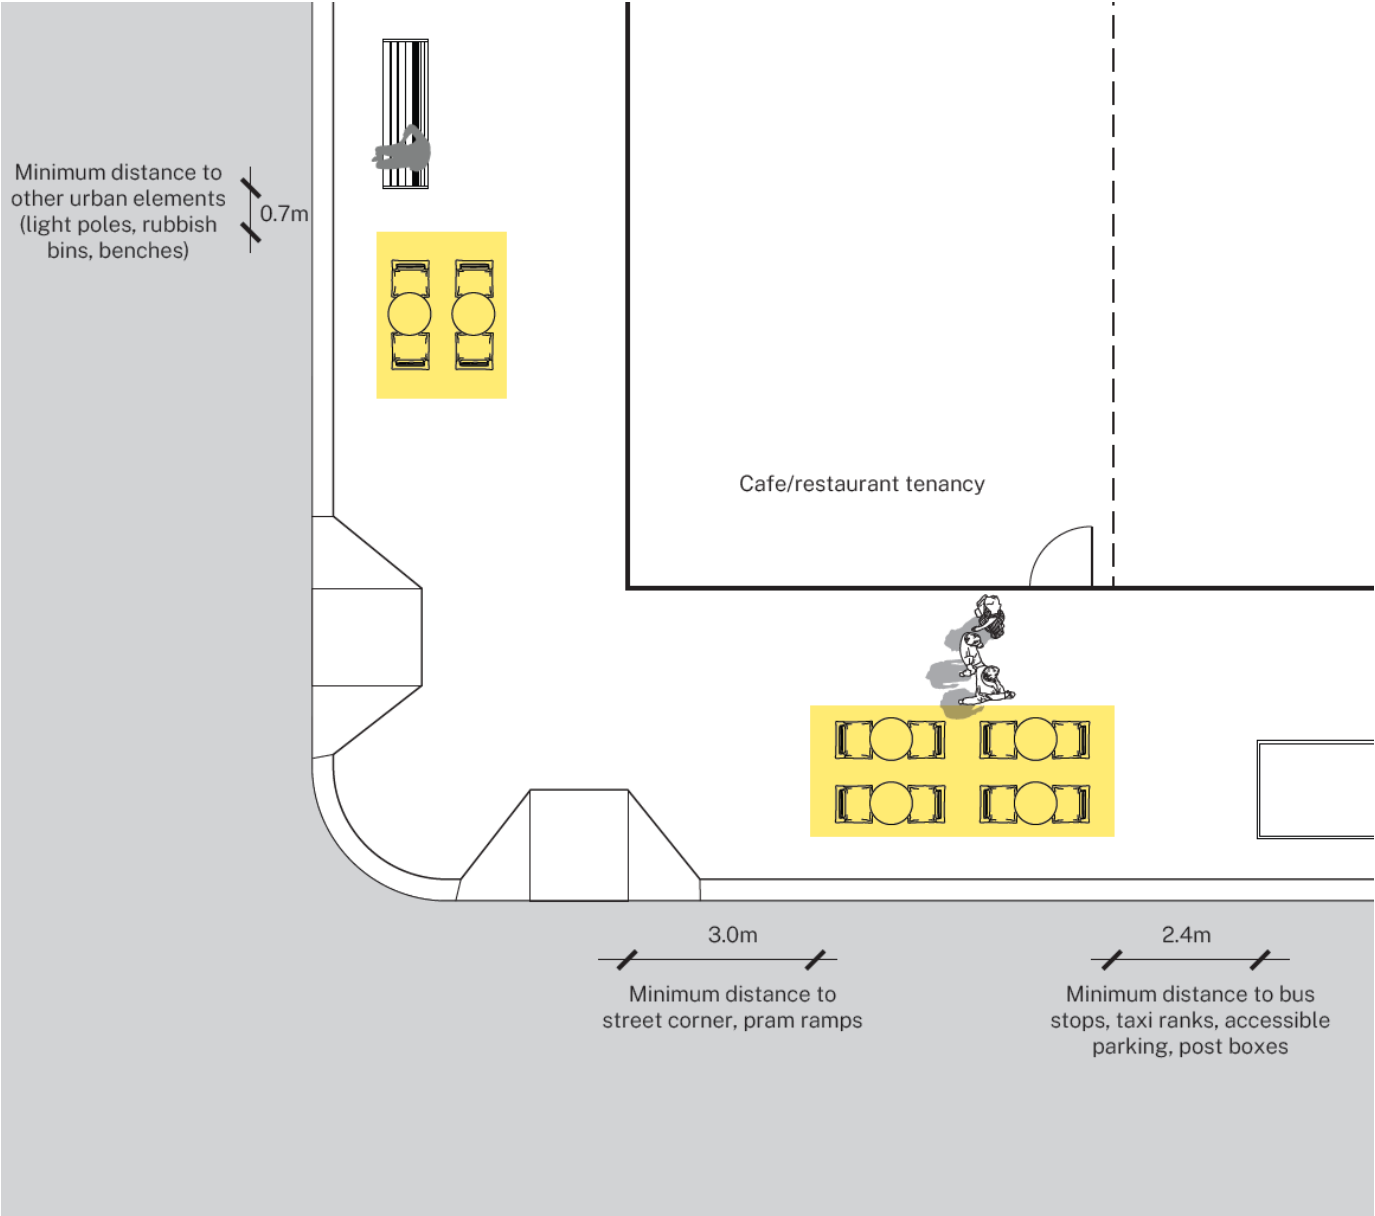 Minimum distance to
other urban elements
(light poles, rubbish
bins, benches)
0.7m
Cafe/restaurant tenancy
3.0m
Minimum distance to
street corner, pram ramps
2.4m
Minimum distance to bus
stops, taxi ranks, accessible
parking, post boxes